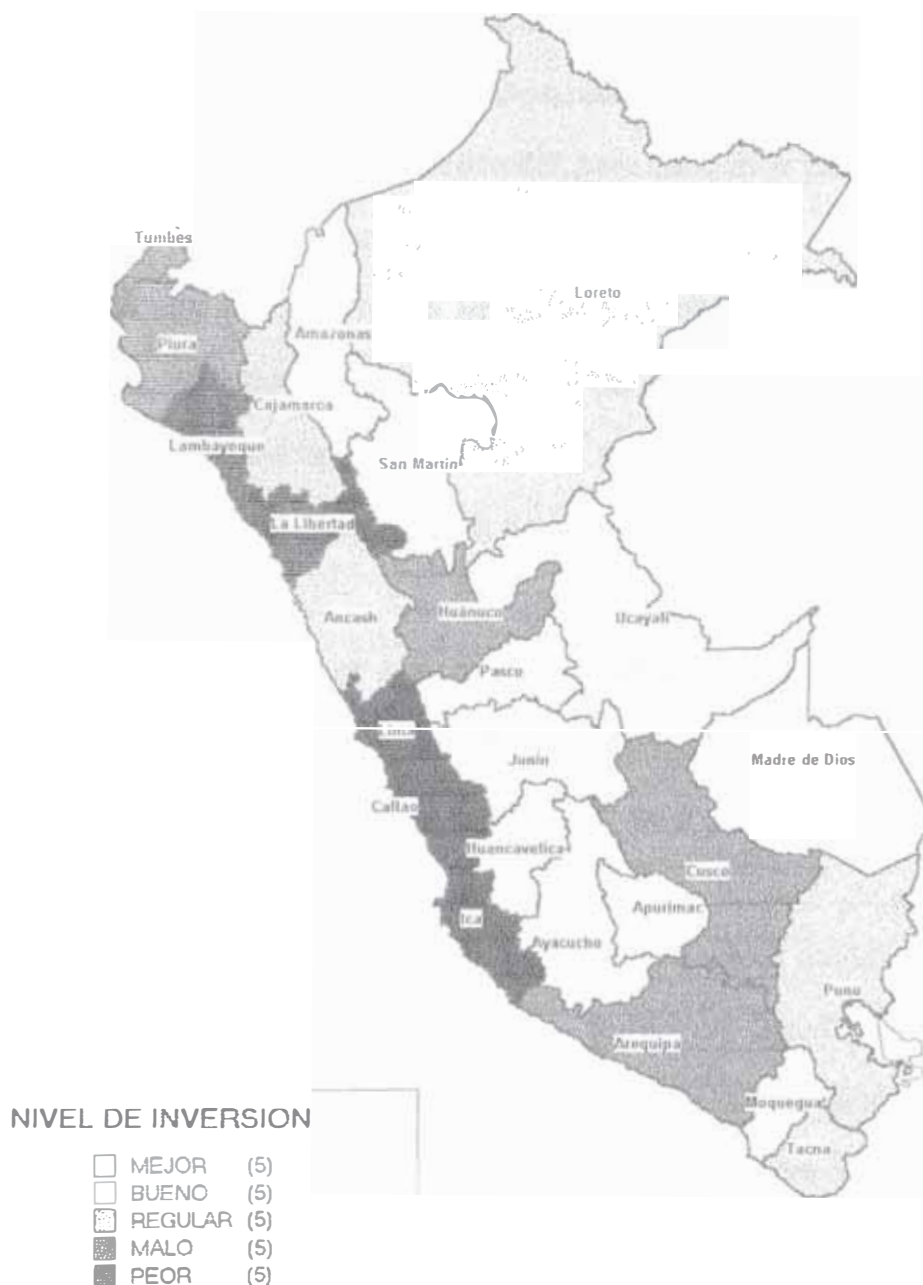 Tumbes
Loreto
Piura
Amazonas
Cajamarca
Lambayeque
San Martín
La Libertad
Ancash
Huánuco
Ucayali
Pasco
Lima
Junín
Madre de Dios
Callao
Huancavelica
Cusco
Apurimac
Ica
Ayacucho
Puno
Arequipa
Moquegua
Tacna
NIVEL DE INVERSION
MEJOR (5)
BUENO (5)
REGULAR (5)
MALO (5)
PEOR (5)